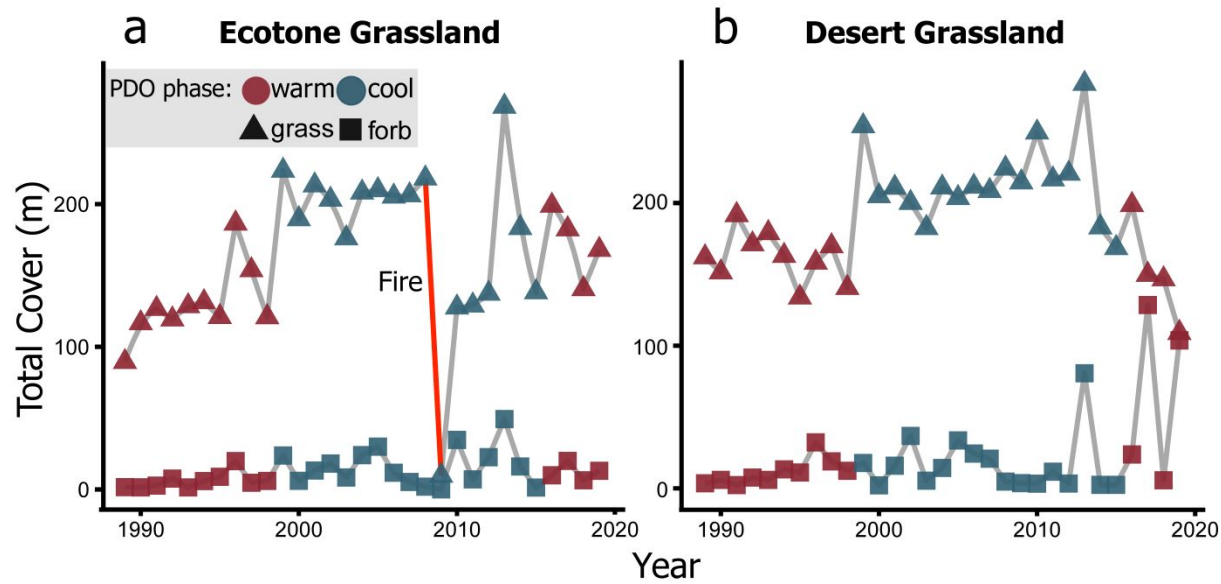 a Ecotone Grassland
b Desert Grassland
PDO phase: warm cool
grass forb
Total Cover (m)
200
100
0
Fire
1990 2000 2010 2020
200
100
0
1990 2000 2010 2020
Year